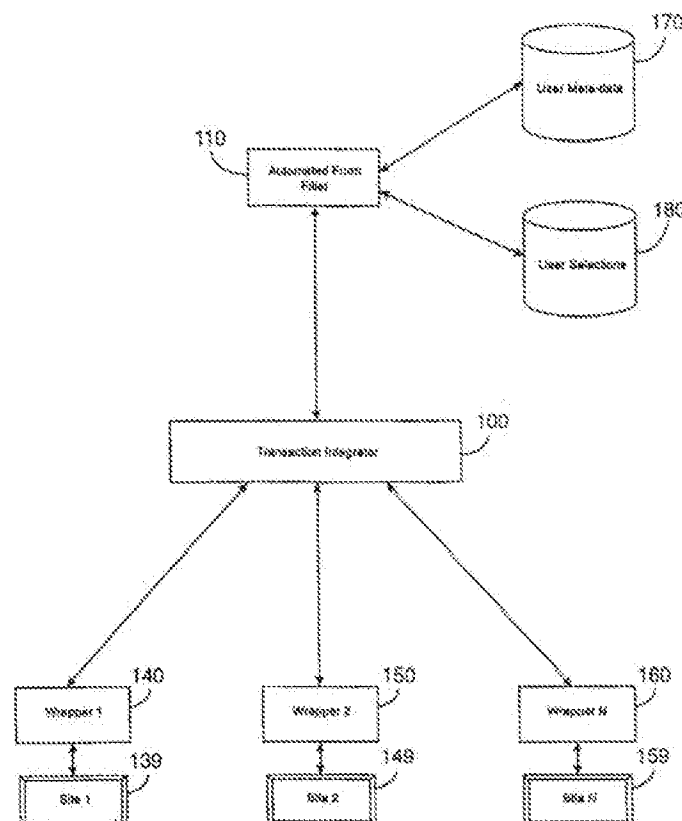 170
User Meta-data
110
Automated Form
Filler
180
User Selections
100
Transaction Integrator
140
Wrapper 1
150
Wrapper 2
160
Wrapper N
139
Site 1
149
Site 2
159
Site N